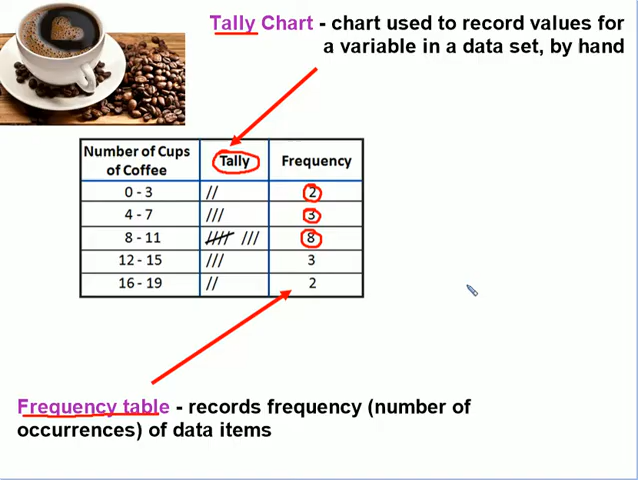 Tally Chart - chart used to record values for
a variable in a data set, by hand
Number of Cups of Coffee Tally Frequency
0 - 3 // 2
4 - 7 /// 3
8 - 11 //// /// 8
12 - 15 /// 3
16 - 19 // 2
Frequency table - records frequency (number of
occurrences) of data items